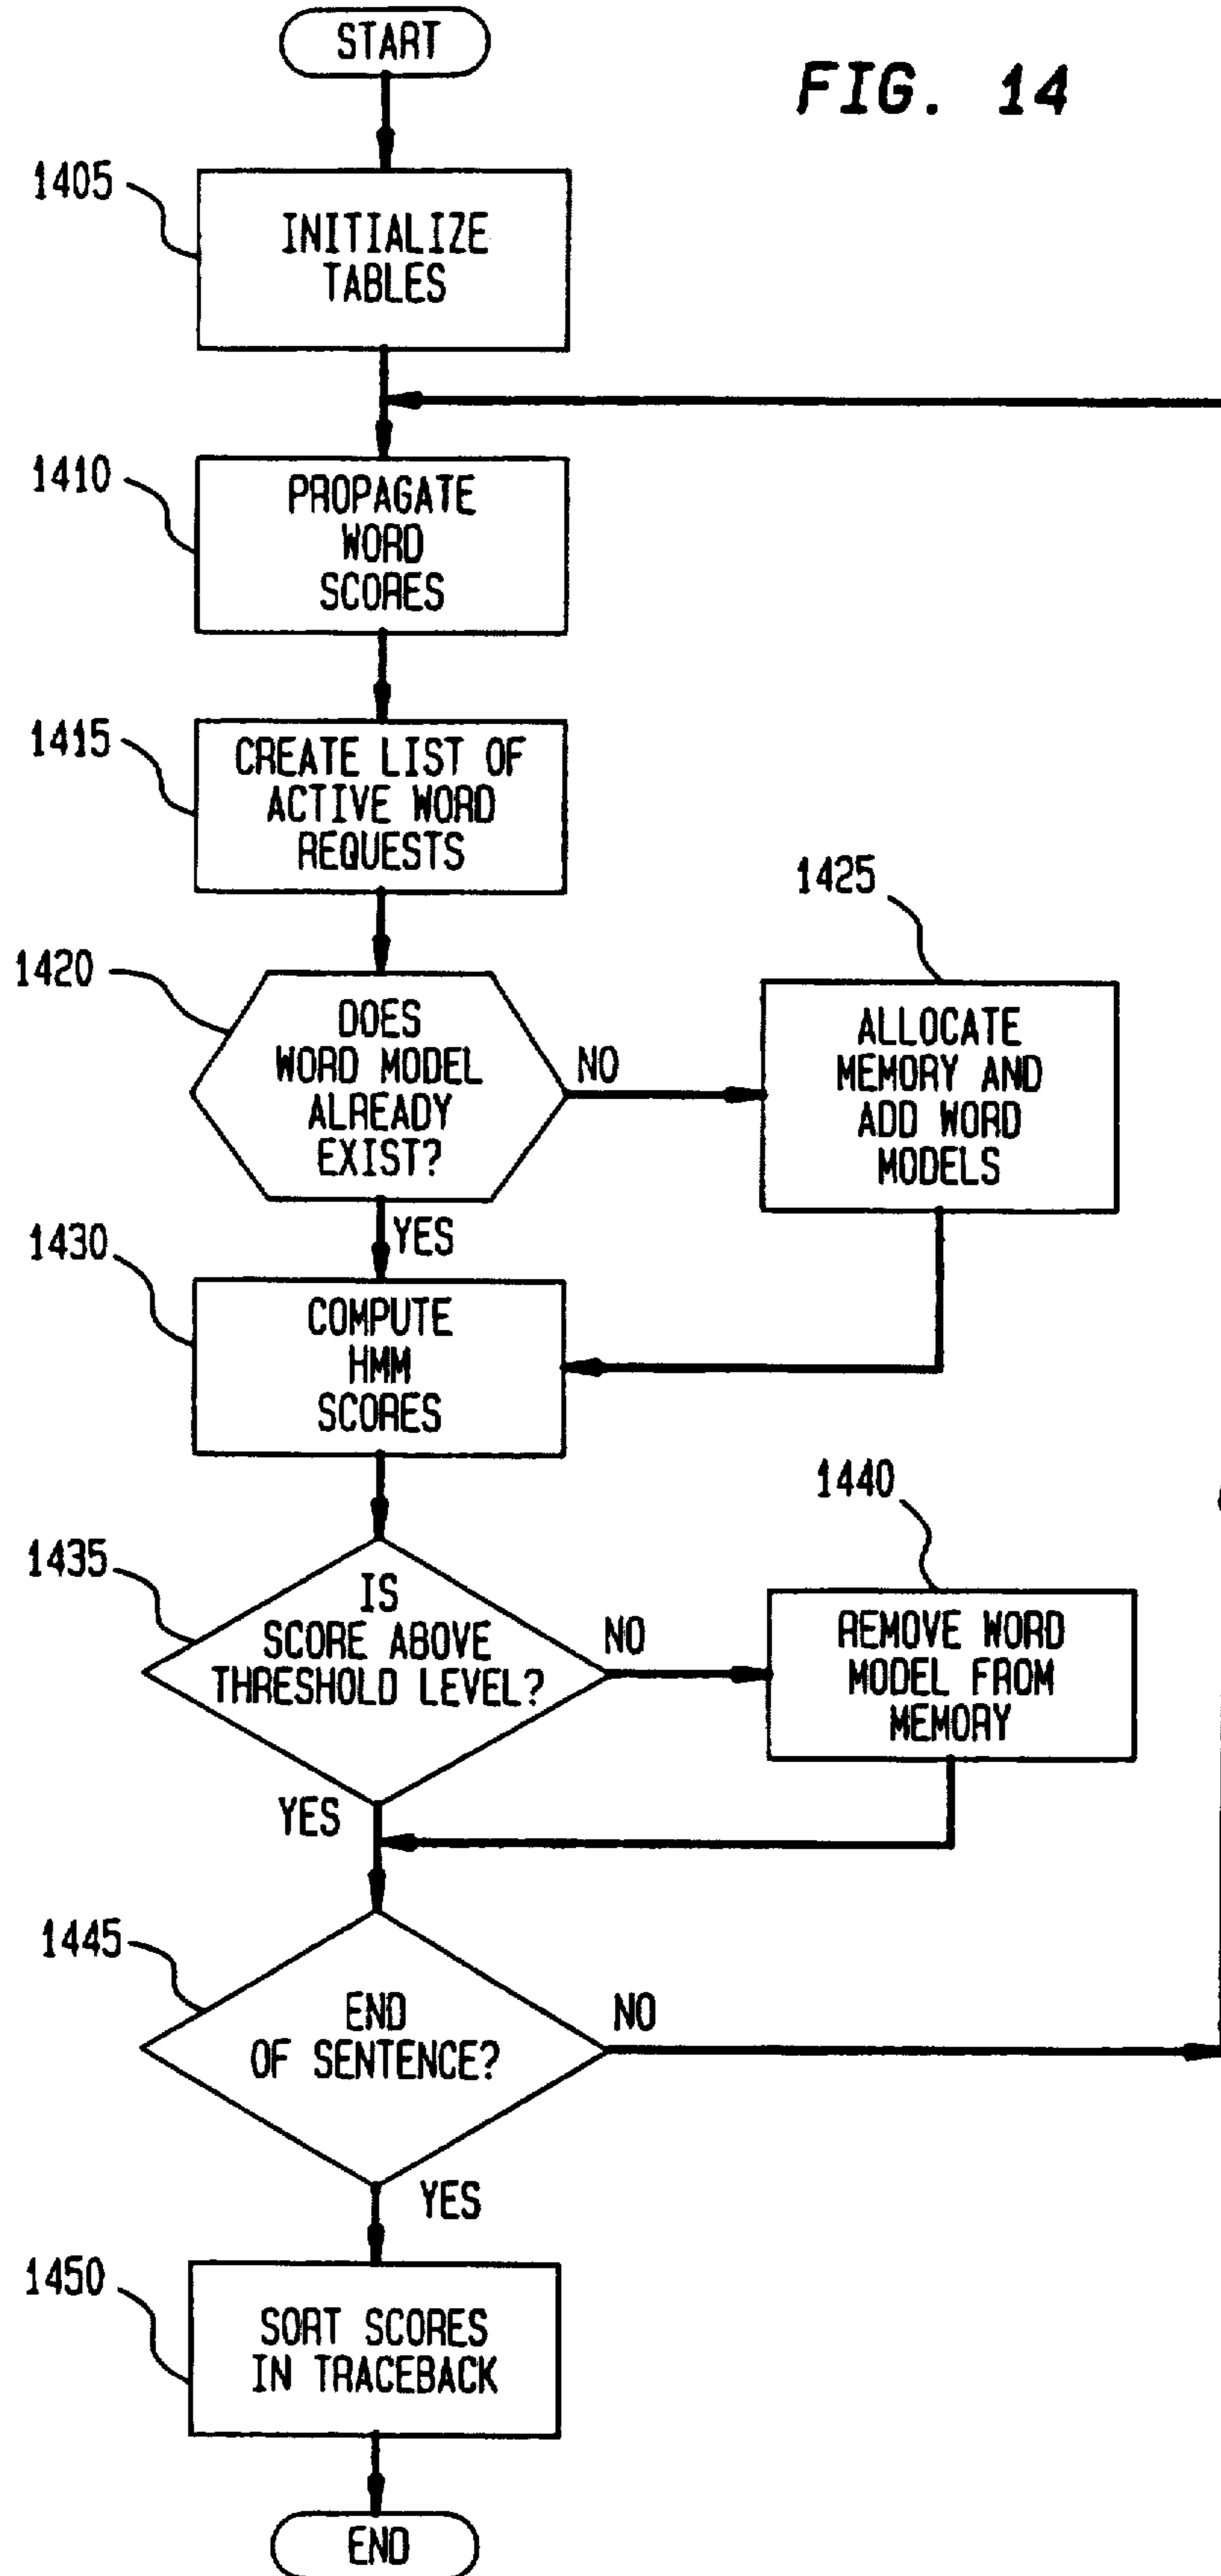 START
FIG. 14
1405
INITIALIZE
TABLES
1410
PROPAGATE
WORD
SCORES
1415
CREATE LIST OF
ACTIVE WORD
REQUESTS
1420
DOES
WORD MODEL
ALREADY
EXIST?
NO
YES
1425
ALLOCATE
MEMORY AND
ADD WORD
MODELS
1430
COMPUTE
HMM
SCORES
1435
IS
SCORE ABOVE
THRESHOLD LEVEL?
NO
YES
1440
REMOVE WORD
MODEL FROM
MEMORY
1445
END
OF SENTENCE?
NO
YES
1450
SORT SCORES
IN TRACEBACK
END